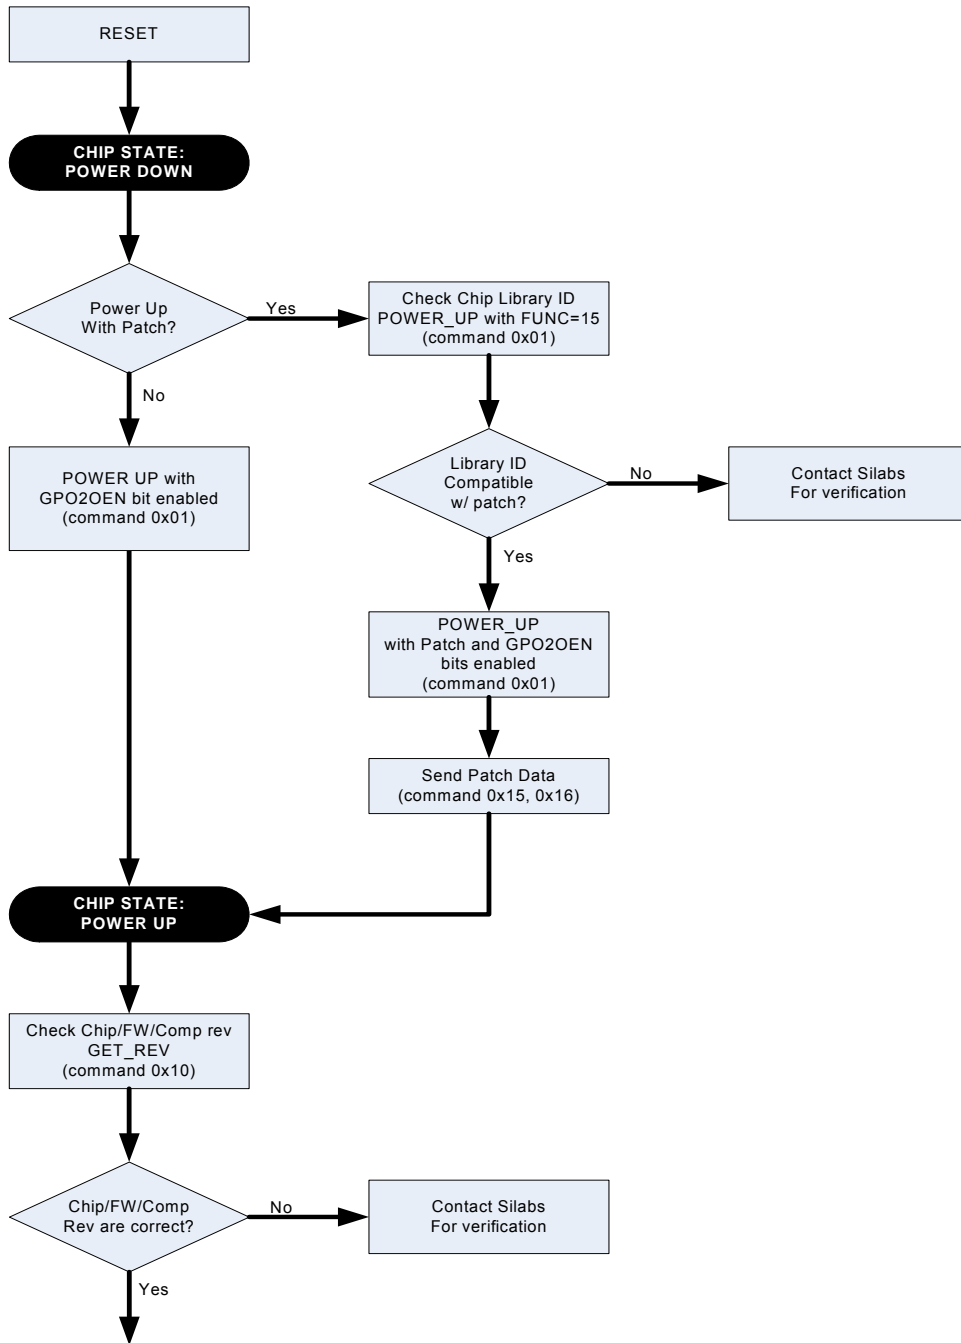 RESET
CHIP STATE:
POWER DOWN
Power Up
With Patch?
Yes
Check Chip Library ID
POWER_UP with FUNC=15
(command 0x01)
No
POWER UP with
GPO2OEN bit enabled
(command 0x01)
Library ID
Compatible
w/ patch?
No
Contact Silabs
For verification
Yes
POWER_UP
with Patch and GPO2OEN
bits enabled
(command 0x01)
Send Patch Data
(command 0x15, 0x16)
CHIP STATE:
POWER UP
Check Chip/FW/Comp rev
GET_REV
(command 0x10)
Chip/FW/Comp
Rev are correct?
No
Contact Silabs
For verification
Yes